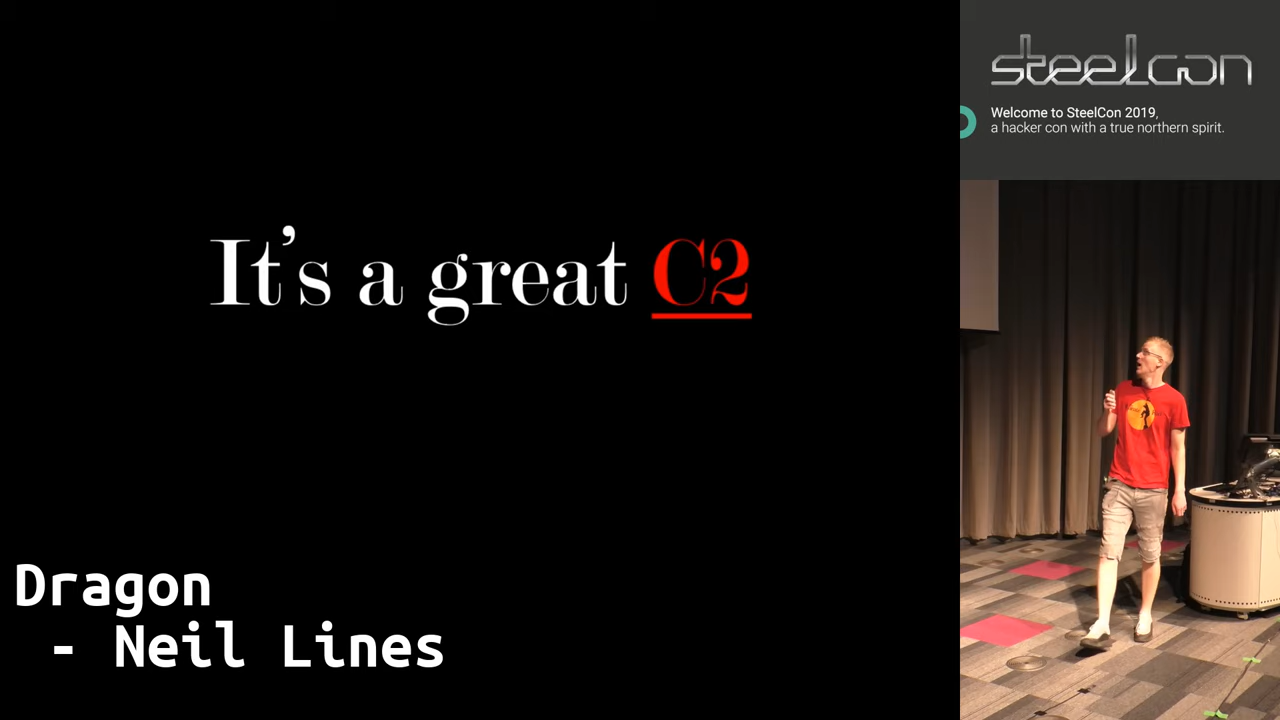 It's a great C2
Dragon
- Neil Lines
steelcon
Welcome to SteelCon 2019,
a hacker con with a true northern spirit.